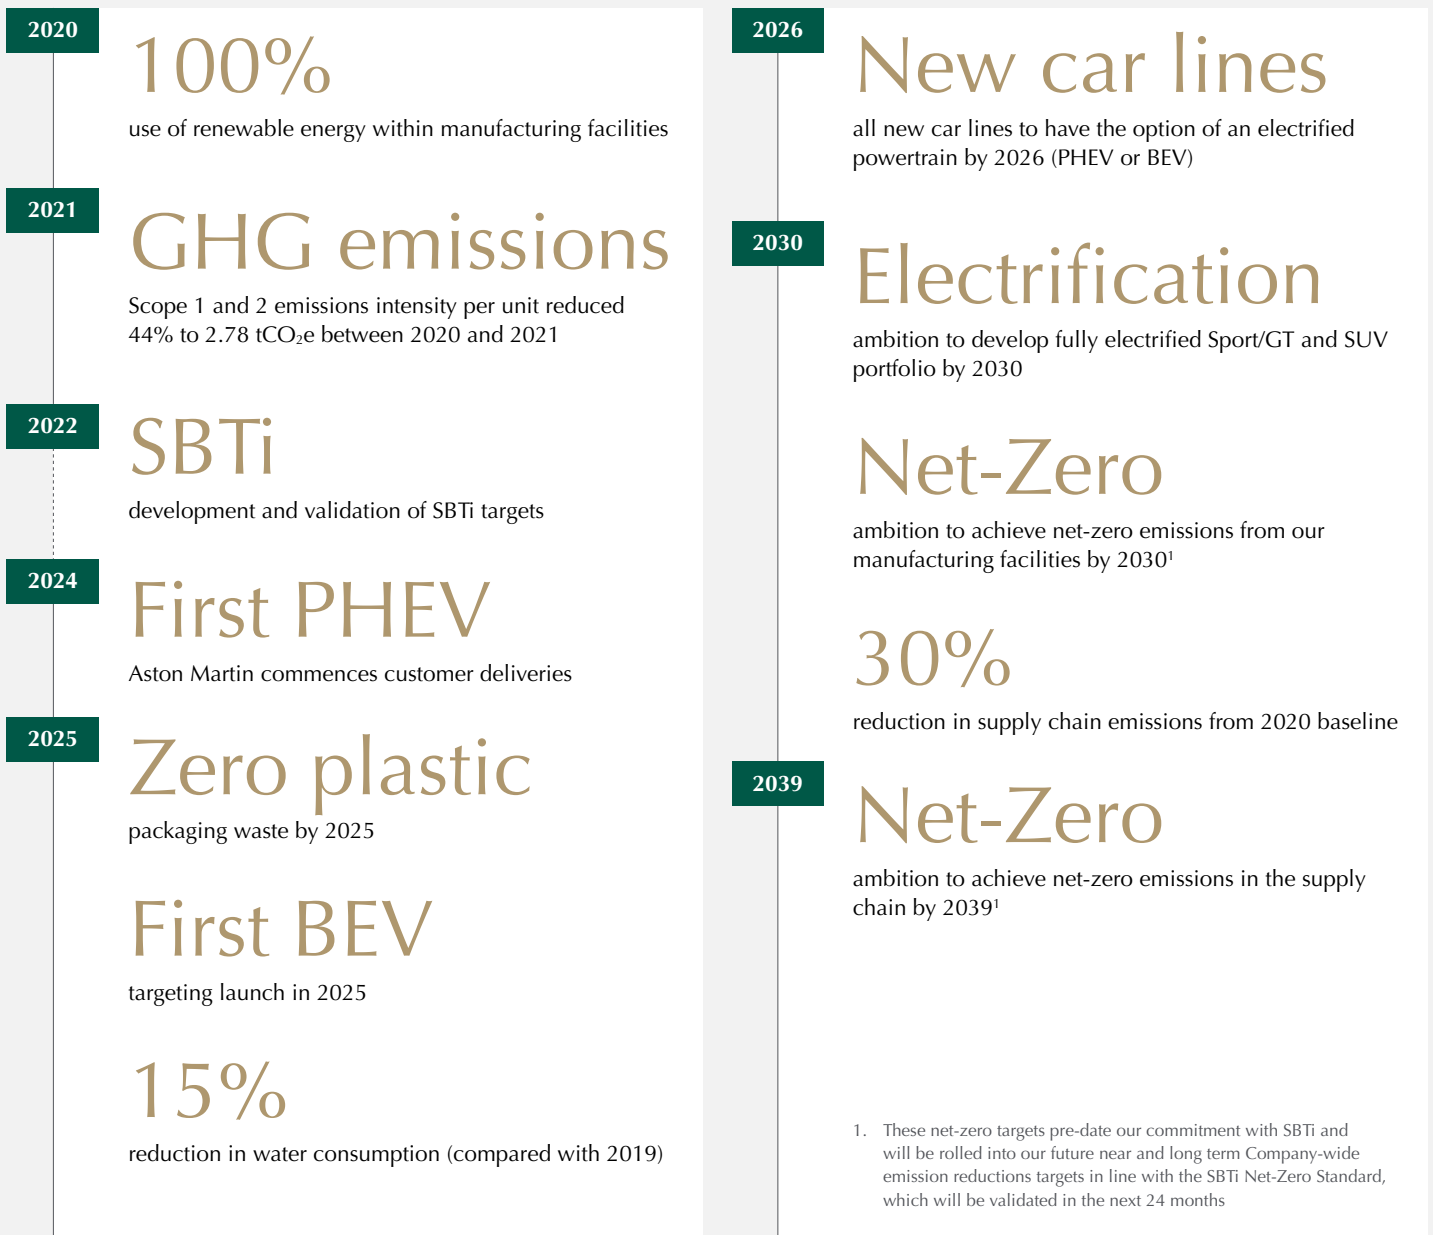 2020
100%
use of renewable energy within manufacturing facilities
2021
GHG emissions
Scope 1 and 2 emissions intensity per unit reduced
44% to 2.78 tCO₂e between 2020 and 2021
2022
SBTi
development and validation of SBTi targets
2024
First PHEV
Aston Martin commences customer deliveries
2025
Zero plastic
packaging waste by 2025
First BEV
targeting launch in 2025
15%
reduction in water consumption (compared with 2019)
2026
New car lines
all new car lines to have the option of an electrified
powertrain by 2026 (PHEV or BEV)
2030
Electrification
ambition to develop fully electrified Sport/GT and SUV
portfolio by 2030
Net-Zero
ambition to achieve net-zero emissions from our
manufacturing facilities by 2030¹
30%
reduction in supply chain emissions from 2020 baseline
2039
Net-Zero
ambition to achieve net-zero emissions in the supply
chain by 2039¹
1. These net-zero targets pre-date our commitment with SBTi and
will be rolled into our future near and long term Company-wide
emission reductions targets in line with the SBTi Net-Zero Standard,
which will be validated in the next 24 months